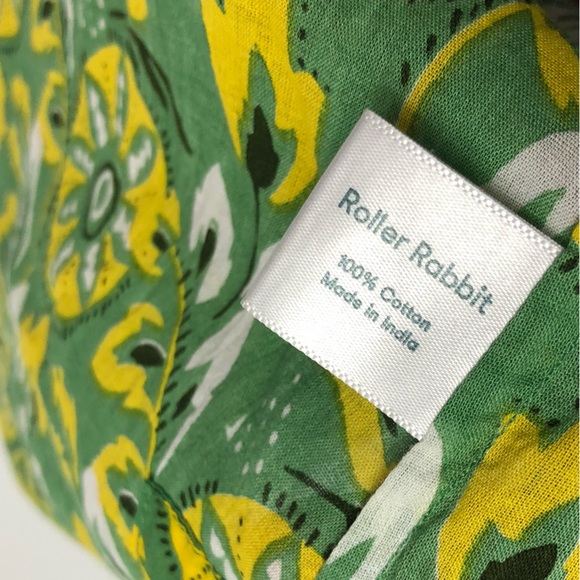 Roller Rabbit
100% Cotton
Made in India